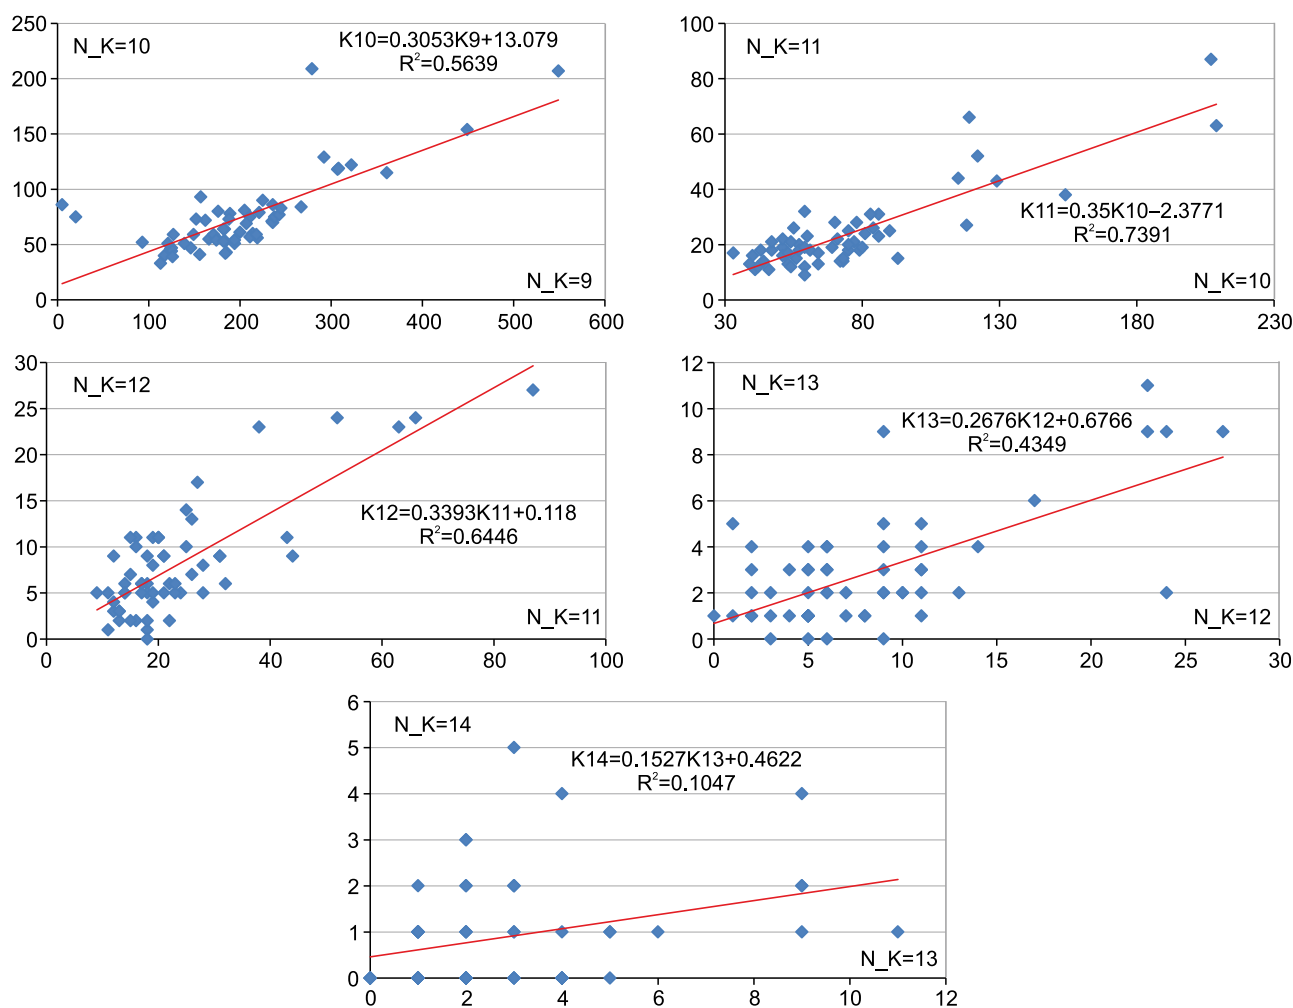 N_K=10
K10=0.3053K9+13.079
R²=0.5639
N_K=9
250
200
150
100
50
0
0 100 200 300 400 500 600
N_K=11
K11=0.35K10–2.3771
R²=0.7391
N_K=10
100
80
60
40
20
0
30 80 130 180 230
N_K=12
K12=0.3393K11+0.118
R²=0.6446
N_K=11
30
25
20
15
10
5
0
0 20 40 60 80 100
N_K=13
K13=0.2676K12+0.6766
R²=0.4349
N_K=12
12
10
8
6
4
2
0
0 5 10 15 20 25 30
N_K=14
K14=0.1527K13+0.4622
R²=0.1047
N_K=13
6
5
4
3
2
1
0
0 2 4 6 8 10 12